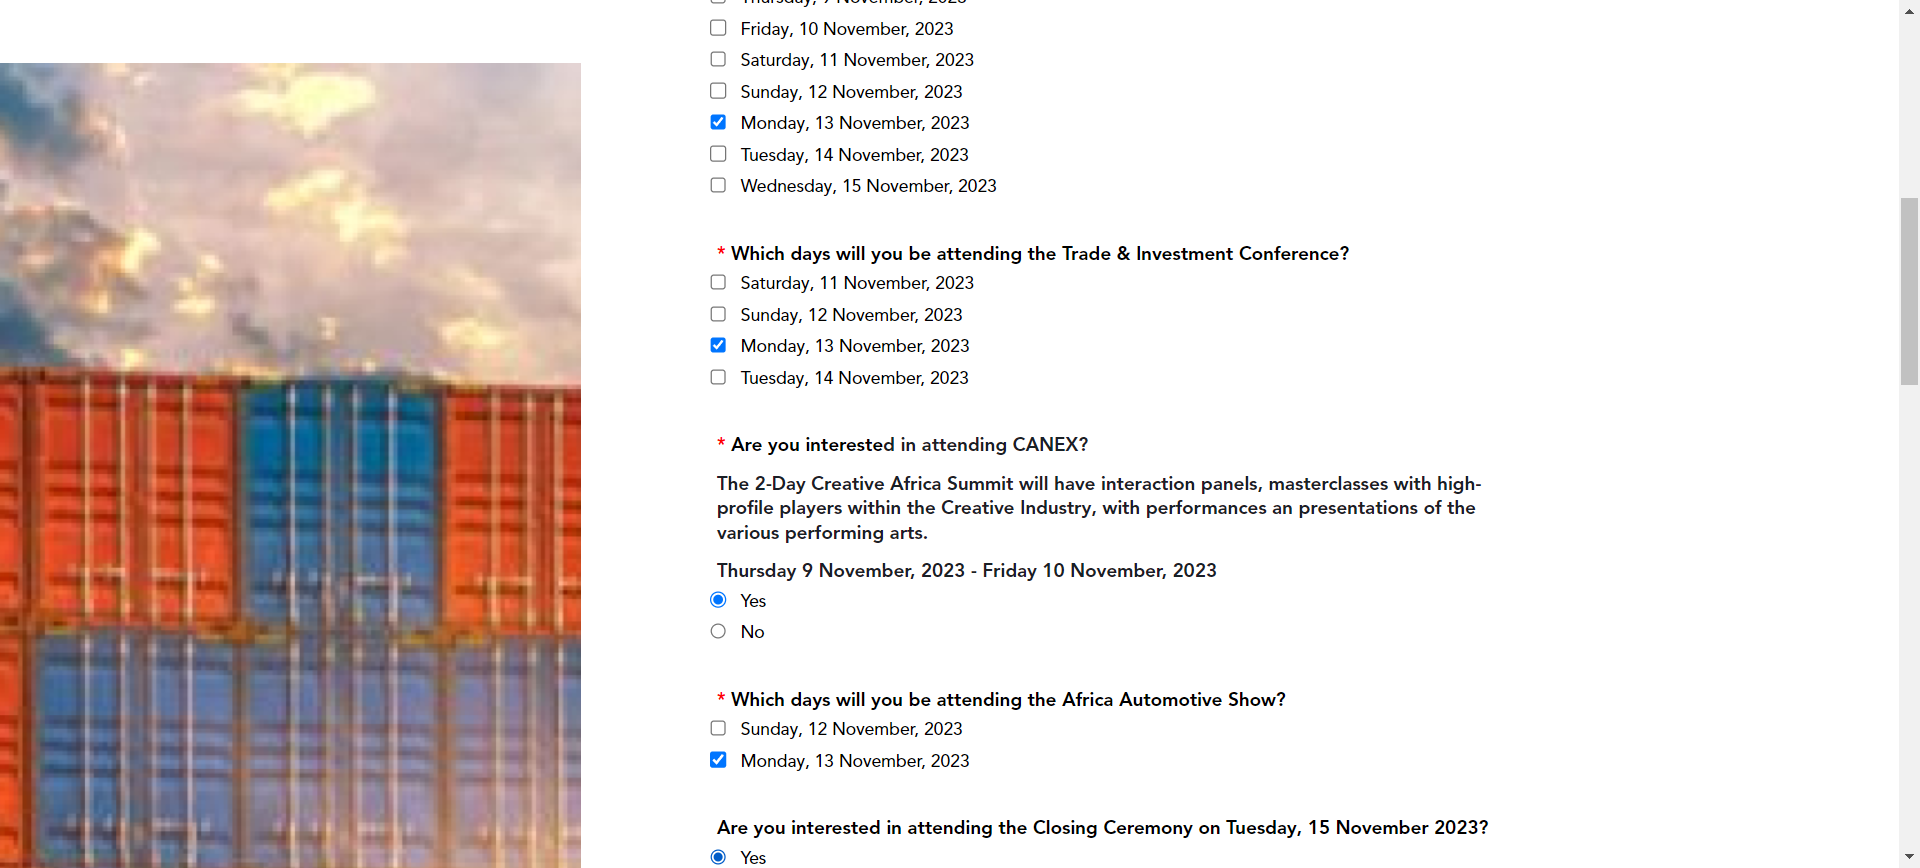 Thursday, 9 November, 2023
Friday, 10 November, 2023
Saturday, 11 November, 2023
Sunday, 12 November, 2023
Monday, 13 November, 2023
Tuesday, 14 November, 2023
Wednesday, 15 November, 2023
* Which days will you be attending the Trade & Investment Conference?
Saturday, 11 November, 2023
Sunday, 12 November, 2023
Monday, 13 November, 2023
Tuesday, 14 November, 2023
* Are you interested in attending CANEX?
The 2-Day Creative Africa Summit will have interaction panels, masterclasses with high-
profile players within the Creative Industry, with performances an presentations of the
various performing arts.
Thursday 9 November, 2023 - Friday 10 November, 2023
Yes
No
* Which days will you be attending the Africa Automotive Show?
Sunday, 12 November, 2023
Monday, 13 November, 2023
Are you interested in attending the Closing Ceremony on Tuesday, 15 November 2023?
Yes